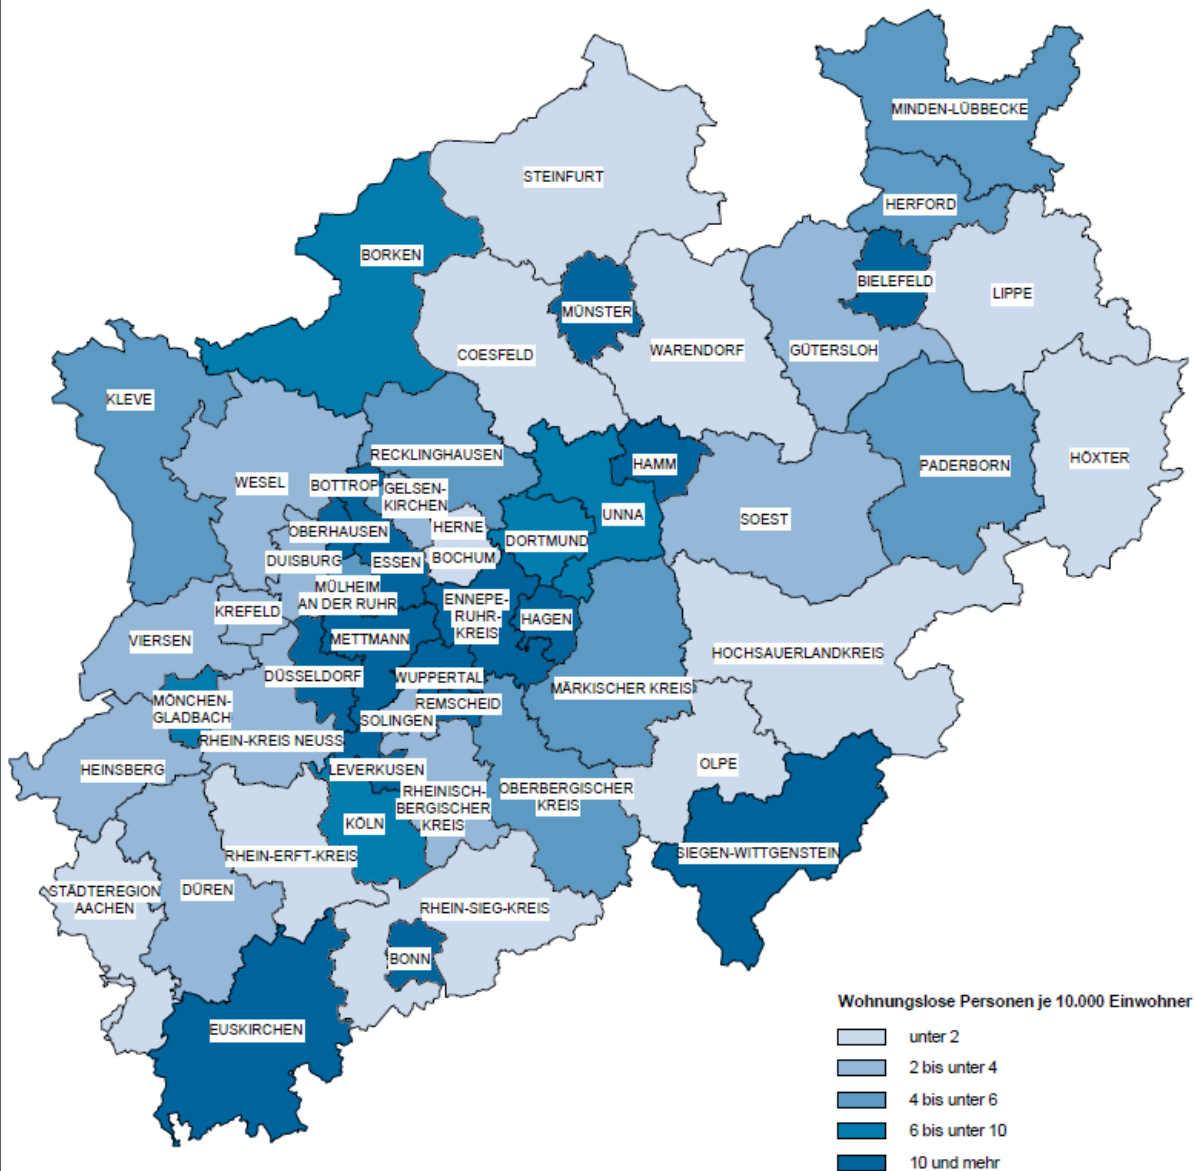 MINDEN-LÜBBECKE
STEINFURT
HERFORD
BORKEN
BIELEFELD
LIPPE
MÜNSTER
COESFELD
WARENDORF
GÜTERSLOH
KLEVE
RECKLINGHAUSEN
HAMM
PADERBORN
HÖXTER
WESEL
BOTTROP
GELSEN-
KIRCHEN
UNNA
SOEST
HERNE
OBERHAUSEN
DORTMUND
BOCHUM
DUISBURG
ESSEN
MÜLHEIM
AN DER RUHR
KREFELD
ENNEPE-
RUHR-
KREIS
HAGEN
VIERSEN
METTMANN
HOCHSAUERLANDKREIS
DÜSSELDORF
WUPPERTAL
MÄRKISCHER KREIS
MÖNCHEN-
GLADBACH
REMSCHEID
SOLINGEN
RHEIN-KREIS NEUSS
HEINSBERG
LEVERKUSEN
OLPE
RHEINISCH-
BERGISCHER
KREIS
OBERBERGISCHER
KREIS
KÖLN
RHEIN-ERFT-KREIS
SIEGEN-WITTGENSTEIN
STÄDTEREGION
AACHEN
DÜREN
RHEIN-SIEG-KREIS
BONN
EUSKIRCHEN
Wohnungslose Personen je 10.000 Einwohner
unter 2
2 bis unter 4
4 bis unter 6
6 bis unter 10
10 und mehr